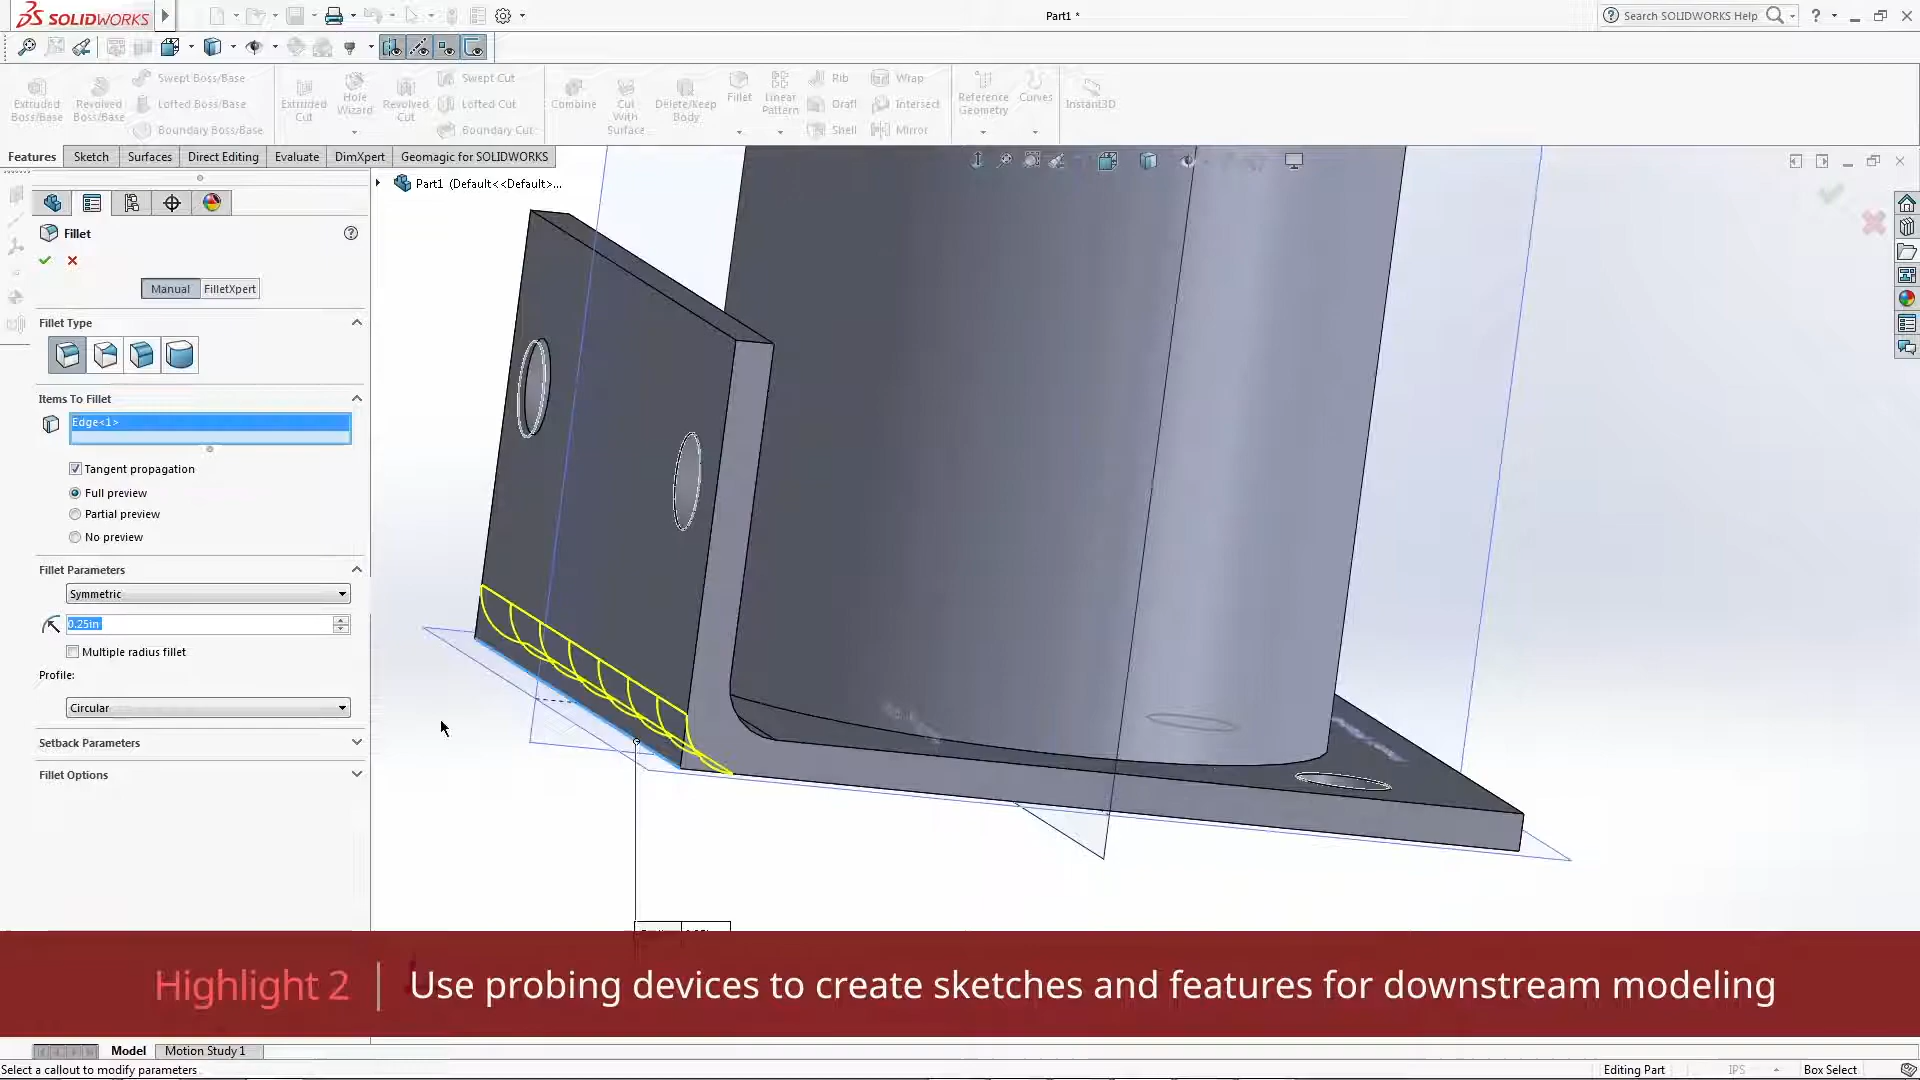 SOLIDWORKS
Part1 *
Search SOLIDWORKS Help
Extruded Boss/Base
Revolved Boss/Base
Swept Boss/Base
Lofted Boss/Base
Boundary Boss/Base
Extruded Cut
Hole Wizard
Revolved Cut
Swept Cut
Lofted Cut
Boundary Cut
Combine
Cut With Surface
Delete/Keep Body
Fillet
Linear Pattern
Rib
Draft
Shell
Wrap
Intersect
Mirror
Reference Geometry
Curves
Instant3D
Features
Sketch
Surfaces
Direct Editing
Evaluate
DimXpert
Geomagic for SOLIDWORKS
Part1 (Default<<Default>...
Fillet
Manual
FilletXpert
Fillet Type
Items To Fillet
Edge<1>
Tangent propagation
Full preview
Partial preview
No preview
Fillet Parameters
Symmetric
0.25in
Multiple radius fillet
Profile:
Circular
Setback Parameters
Fillet Options
Highlight 2 | Use probing devices to create sketches and features for downstream modeling
Model
Motion Study 1
Select a callout to modify parameters
Editing Part
IPS
Box Select